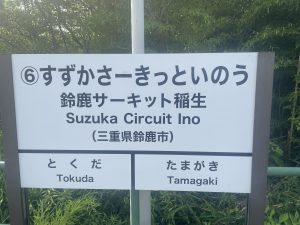 ⑥すずかさーきっといのう
鈴鹿サーキット稲生
Suzuka Circuit Ino
(三重県鈴鹿市)
とくだ たまがき
Tokuda Tamagaki